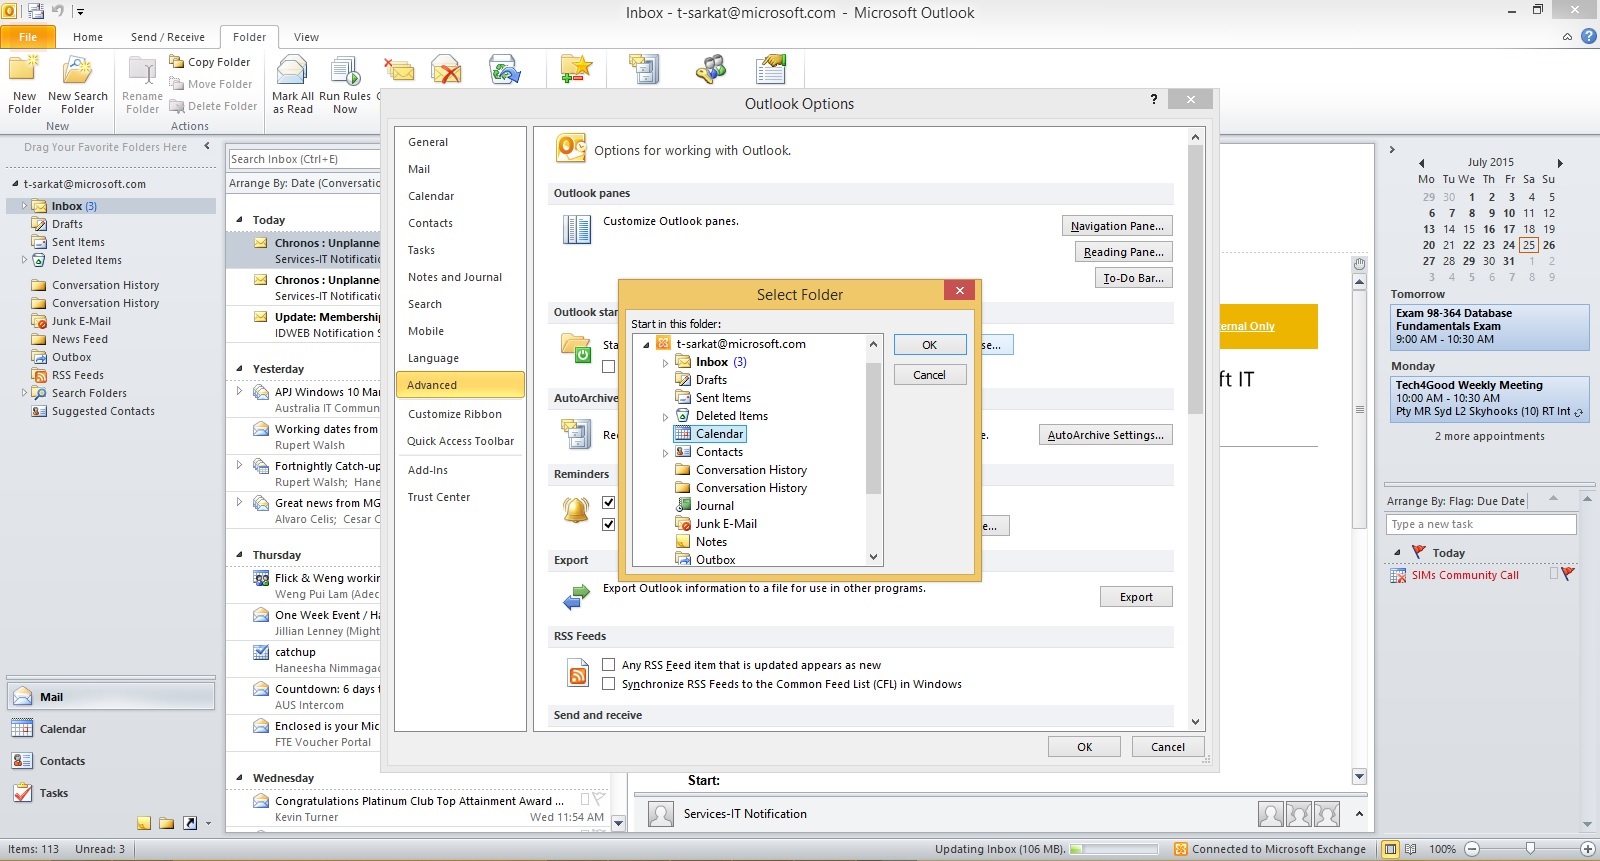 Inbox - t-sarkat@microsoft.com - Microsoft Outlook
File Home Send / Receive Folder View
New Folder
New Search Folder
New
Rename Folder
Copy Folder
Move Folder
Delete Folder
Actions
Mark All as Read
Run Rules Now
Drag Your Favorite Folders Here
t-sarkat@microsoft.com
Inbox (3)
Drafts
Sent Items
Deleted Items
Conversation History
Conversation History
Junk E-Mail
News Feed
Outbox
RSS Feeds
Search Folders
Suggested Contacts
Mail
Calendar
Contacts
Tasks
Search Inbox (Ctrl+E)
Arrange By: Date (Conversatio
Today
Chronos : Unplanne
Services-IT Notificatio
Chronos : Unplanne
Services-IT Notificatio
Update: Membership
IDWEB Notification S
Yesterday
APJ Windows 10 Mar
Australia IT Commun
Working dates from
Rupert Walsh
Fortnightly Catch-up
Rupert Walsh; Hane
Great news from MG
Alvaro Celis; Cesar C
Thursday
Flick & Weng workin
Weng Pui Lam (Adec
One Week Event / Ha
Jillian Lenney (Might
catchup
Haneesha Nimmagac
Countdown: 6 days t
AUS Intercom
Enclosed is your Mic
FTE Voucher Portal
Wednesday
Congratulations Platinum Club Top Attainment Award ...
Kevin Turner Wed 11:54 AM
Outlook Options
?
General
Mail
Calendar
Contacts
Tasks
Notes and Journal
Search
Mobile
Language
Advanced
Customize Ribbon
Quick Access Toolbar
Add-Ins
Trust Center
Options for working with Outlook.
Outlook panes
Customize Outlook panes.
Navigation Pane...
Reading Pane...
To-Do Bar...
Outlook star
Sta
se...
AutoArchive
Rec
e.
AutoArchive Settings...
Reminders
e...
Export
Export Outlook information to a file for use in other programs.
Export
RSS Feeds
Any RSS Feed item that is updated appears as new
Synchronize RSS Feeds to the Common Feed List (CFL) in Windows
Send and receive
OK Cancel
Select Folder
Start in this folder:
t-sarkat@microsoft.com
Inbox (3)
Drafts
Sent Items
Deleted Items
Calendar
Contacts
Conversation History
Conversation History
Journal
Junk E-Mail
Notes
Outbox
OK
Cancel
ernal Only
ft IT
Start:
Services-IT Notification
July 2015
Mo Tu We Th Fr Sa Su
29 30 1 2 3 4 5
6 7 8 9 10 11 12
13 14 15 16 17 18 19
20 21 22 23 24 25 26
27 28 29 30 31 1 2
3 4 5 6 7 8 9
Tomorrow
Exam 98-364 Database
Fundamentals Exam
9:00 AM - 10:30 AM
Monday
Tech4Good Weekly Meeting
10:00 AM - 10:30 AM
Pty MR Syd L2 Skyhooks (10) RT Int
2 more appointments
Arrange By: Flag: Due Date
Type a new task
Today
SIMs Community Call
Items: 113 Unread: 3
Updating Inbox (106 MB).
Connected to Microsoft Exchange
100%